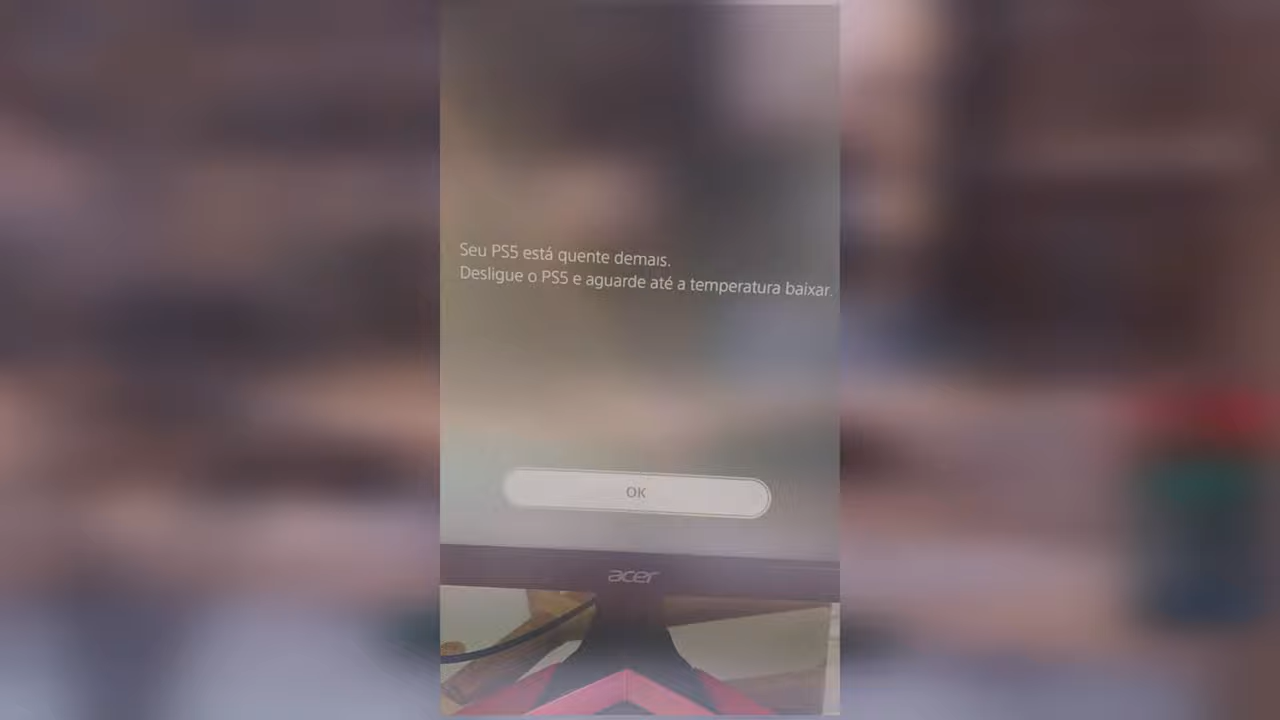 Seu PS5 está quente demais.
Desligue o PS5 e aguarde até a temperatura baixar.
OK
acer